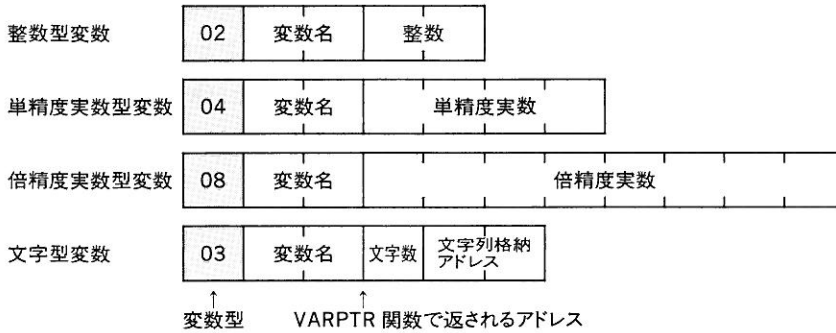 整数型変数 02 変数名 整数
単精度実数型変数 04 変数名 単精度実数
倍精度実数型変数 08 変数名 倍精度実数
文字型変数 03 変数名 文字数 文字列格納
アドレス
↑ ↑
変数型 VARPTR 関数で返されるアドレス